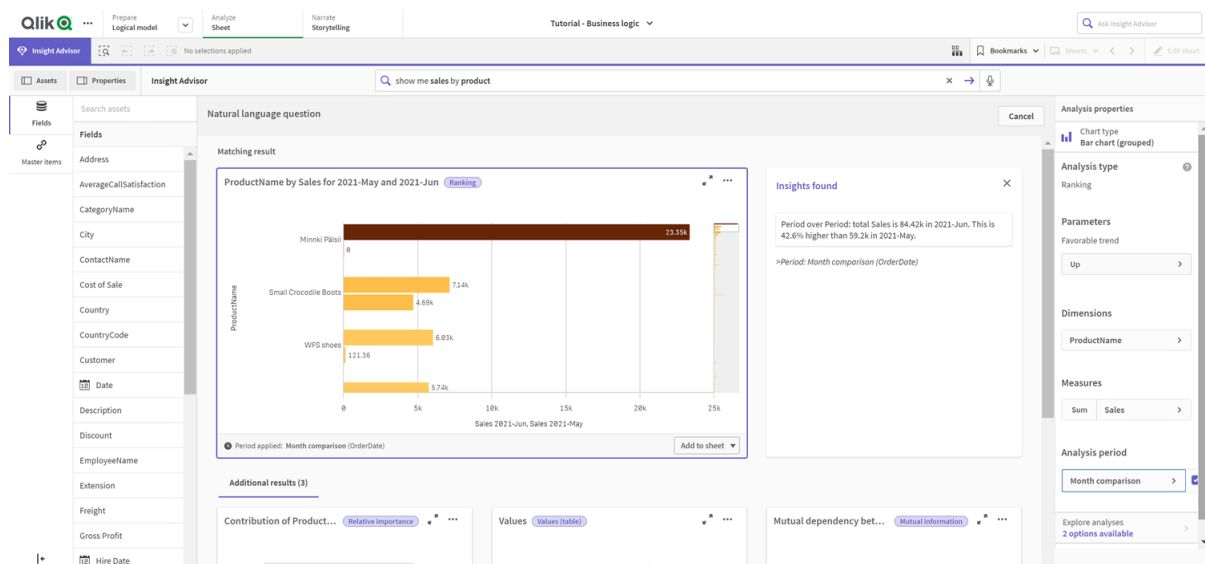 Qlik
Prepare
Logical model
Analyze
Sheet
Narrate
Storytelling
Tutorial - Business logic
Ask Insight Advisor
Insight Advisor
No selections applied
Bookmarks
Sheets
Edit sheet
Assets
Properties
Insight Advisor
show me sales by product
Fields
Master items
Search assets
Fields
Address
AverageCallSatisfaction
CategoryName
City
ContactName
Cost of Sale
Country
CountryCode
Customer
Date
Description
Discount
EmployeeName
Extension
Freight
Gross Profit
Hire Date
Natural language question
Cancel
Matching result
ProductName by Sales for 2021-May and 2021-Jun
Ranking
ProductName
Minnki Pälsii
23.35k
0
Small Crocodile Boots
7.14k
4.69k
WFS shoes
6.03k
121.36
5.74k
0 5k 10k 15k 20k 25k
Sales 2021-Jun, Sales 2021-May
Period applied: Month comparison (OrderDate)
Add to sheet
Insights found
Period over Period: total Sales is 84.42k in 2021-Jun. This is
42.6% higher than 59.2k in 2021-May.
>Period: Month comparison (OrderDate)
Additional results (3)
Contribution of Product...
Relative importance
Values
Values (table)
Mutual dependency bet...
Mutual information
Analysis properties
Chart type
Bar chart (grouped)
Analysis type
Ranking
Parameters
Favorable trend
Up
Dimensions
ProductName
Measures
Sum Sales
Analysis period
Month comparison
Explore analyses
2 options available